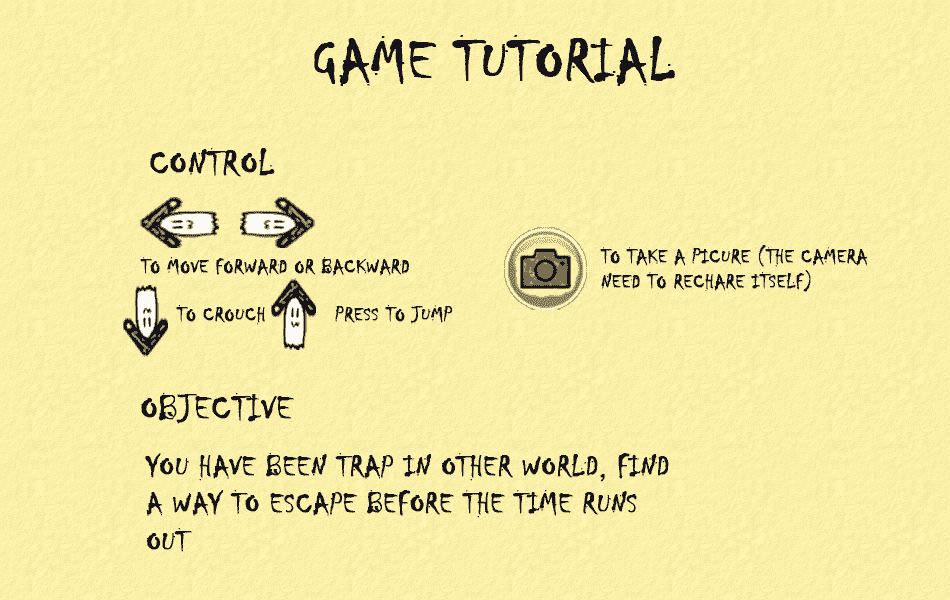 GAME TUTORIAL
CONTROL
TO MOVE FORWARD OR BACKWARD
TO CROUCH
PRESS TO JUMP
TO TAKE A PICURE (THE CAMERA
NEED TO RECHARE ITSELF)
OBJECTIVE
YOU HAVE BEEN TRAP IN OTHER WORLD, FIND
A WAY TO ESCAPE BEFORE THE TIME RUNS
OUT